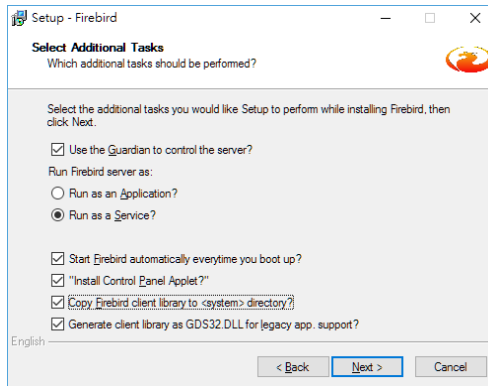 Setup - Firebird
Select Additional Tasks
Which additional tasks should be performed?
Select the additional tasks you would like Setup to perform while installing Firebird, then
click Next.
Use the Guardian to control the server?
Run Firebird server as:
Run as an Application?
Run as a Service?
Start Firebird automatically everytime you boot up?
"Install Control Panel Applet?"
Copy Firebird client library to <system> directory?
Generate client library as GDS32.DLL for legacy app. support?
English
< Back
Next >
Cancel